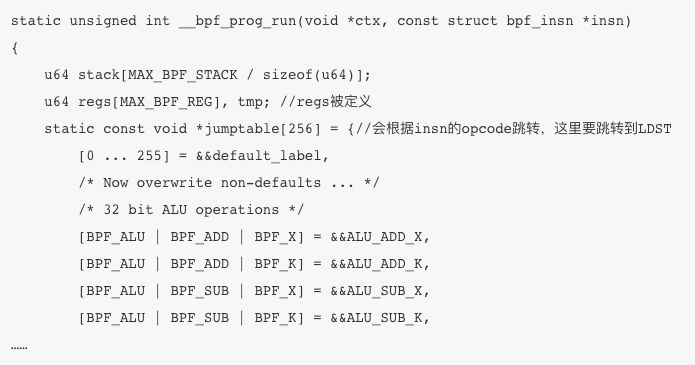 static unsigned int __bpf_prog_run(void *ctx, const struct bpf_insn *insn)
{
    u64 stack[MAX_BPF_STACK / sizeof(u64)];
    u64 regs[MAX_BPF_REG], tmp; //regs被定义
    static const void *jumptable[256] = {//会根据insn的opcode跳转，这里要跳转到LDST
        [0 ... 255] = &&default_label,
        /* Now overwrite non-defaults ... */
        /* 32 bit ALU operations */
        [BPF_ALU | BPF_ADD | BPF_X] = &&ALU_ADD_X,
        [BPF_ALU | BPF_ADD | BPF_K] = &&ALU_ADD_K,
        [BPF_ALU | BPF_SUB | BPF_X] = &&ALU_SUB_X,
        [BPF_ALU | BPF_SUB | BPF_K] = &&ALU_SUB_K,
……